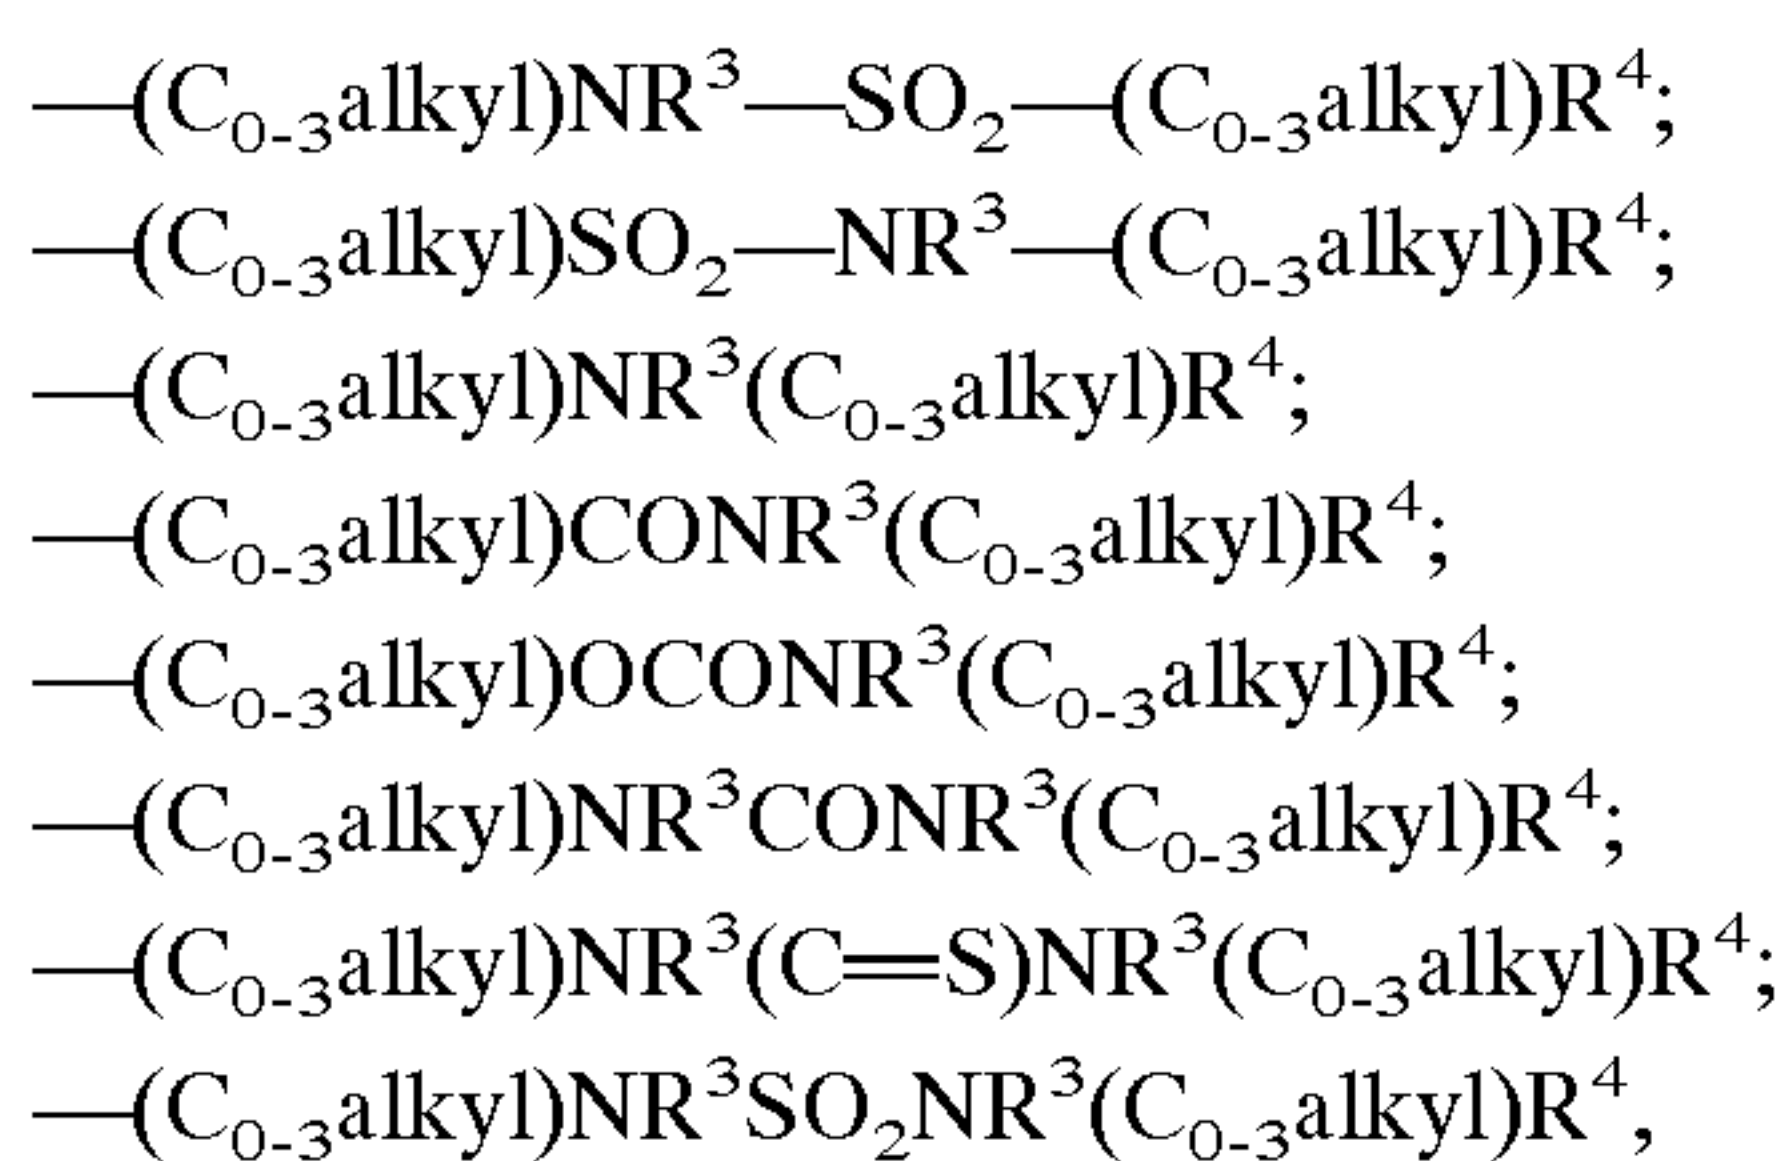 —(C₀₋₃alkyl)NR³—SO₂—(C₀₋₃alkyl)R⁴;
—(C₀₋₃alkyl)SO₂—NR³—(C₀₋₃alkyl)R⁴;
—(C₀₋₃alkyl)NR³(C₀₋₃alkyl)R⁴;
—(C₀₋₃alkyl)CONR³(C₀₋₃alkyl)R⁴;
—(C₀₋₃alkyl)OCONR³(C₀₋₃alkyl)R⁴;
—(C₀₋₃alkyl)NR³CONR³(C₀₋₃alkyl)R⁴;
—(C₀₋₃alkyl)NR³(C=S)NR³(C₀₋₃alkyl)R⁴;
—(C₀₋₃alkyl)NR³SO₂NR³(C₀₋₃alkyl)R⁴,